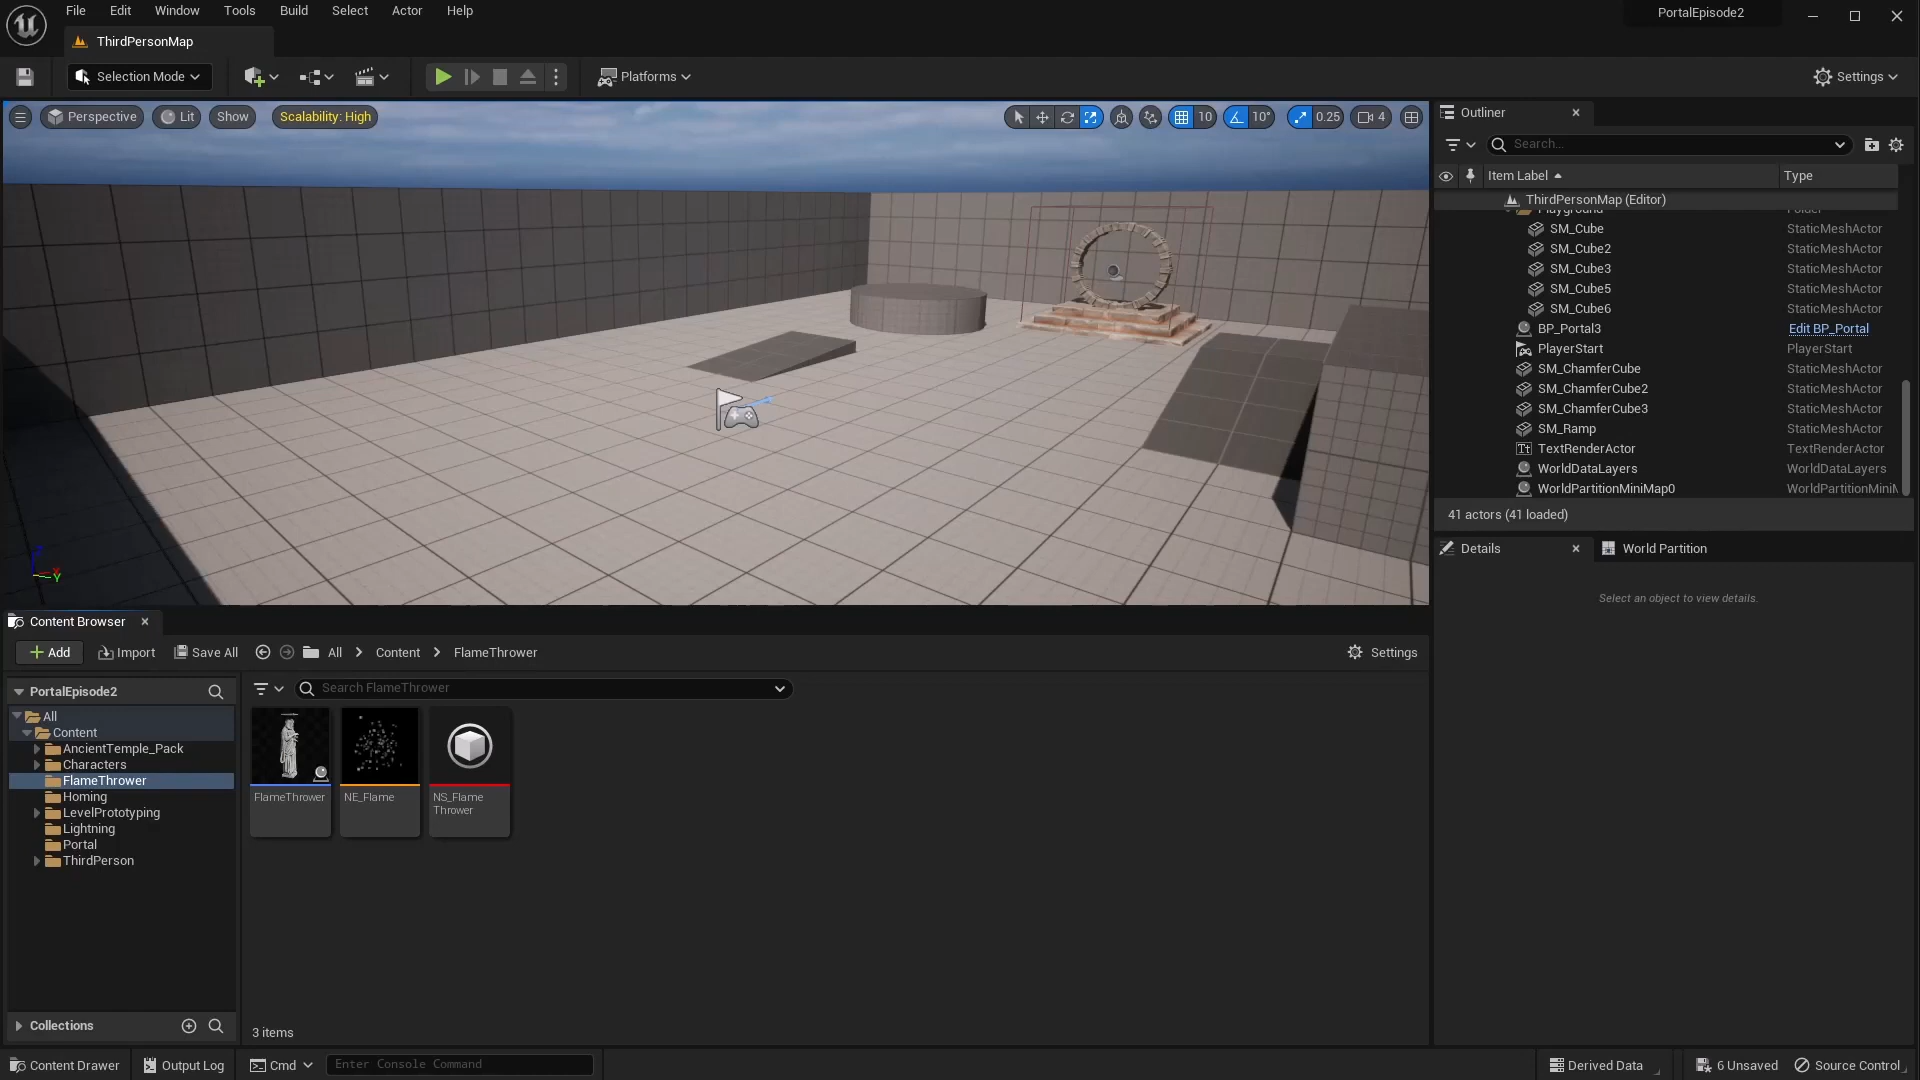 File Edit Window Tools Build Select Actor Help
PortalEpisode2
ThirdPersonMap
Selection Mode
Platforms
Settings
Perspective Lit Show Scalability: High
10 10° 0.25 4
Outliner
Search...
Item Label Type
ThirdPersonMap (Editor)
Playground Folder
SM_Cube StaticMeshActor
SM_Cube2 StaticMeshActor
SM_Cube3 StaticMeshActor
SM_Cube5 StaticMeshActor
SM_Cube6 StaticMeshActor
BP_Portal3 Edit BP_Portal
PlayerStart PlayerStart
SM_ChamferCube StaticMeshActor
SM_ChamferCube2 StaticMeshActor
SM_ChamferCube3 StaticMeshActor
SM_Ramp StaticMeshActor
TextRenderActor TextRenderActor
WorldDataLayers WorldDataLayers
WorldPartitionMiniMap0 WorldPartitionMini
41 actors (41 loaded)
Details World Partition
Select an object to view details.
Z
Y
Content Browser
Add Import Save All All Content FlameThrower
Settings
PortalEpisode2
Search FlameThrower
All
Content
AncientTemple_Pack
Characters
FlameThrower
Homing
LevelPrototyping
Lightning
Portal
ThirdPerson
FlameThrower
NE_Flame
NS_Flame
Thrower
Collections
3 items
Content Drawer Output Log Cmd Enter Console Command
Derived Data 6 Unsaved Source Control